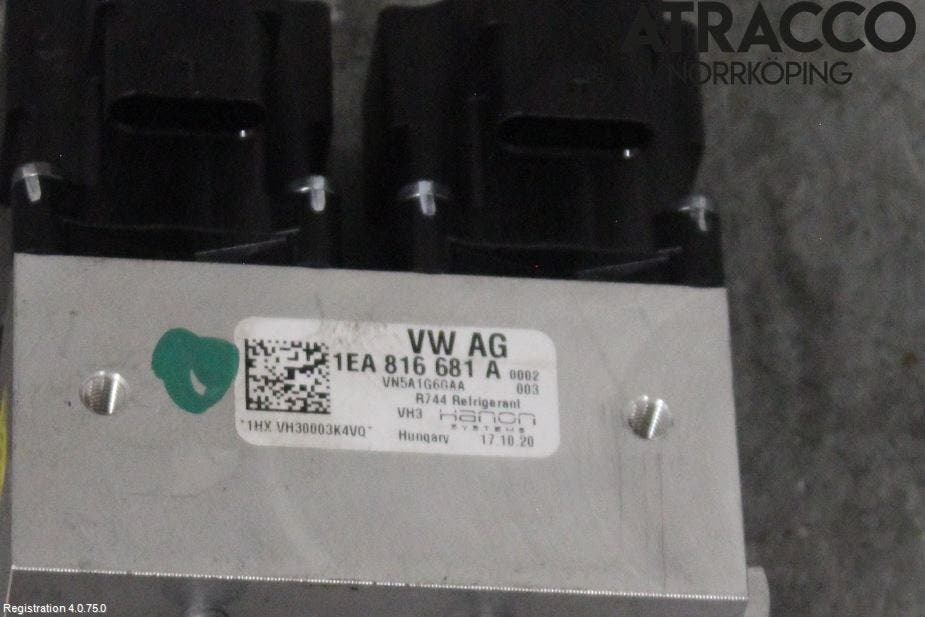 ATRACCO
NORRKÖPING
VW AG
1EA 816 681 A 0002
VN5A1G6GAA 003
R744 Refrigerant
VH3 Hanon
SYSTEMS
*1HX VH30003K4VQ* Hungary 17.10.20
Registration 4.0.75.0